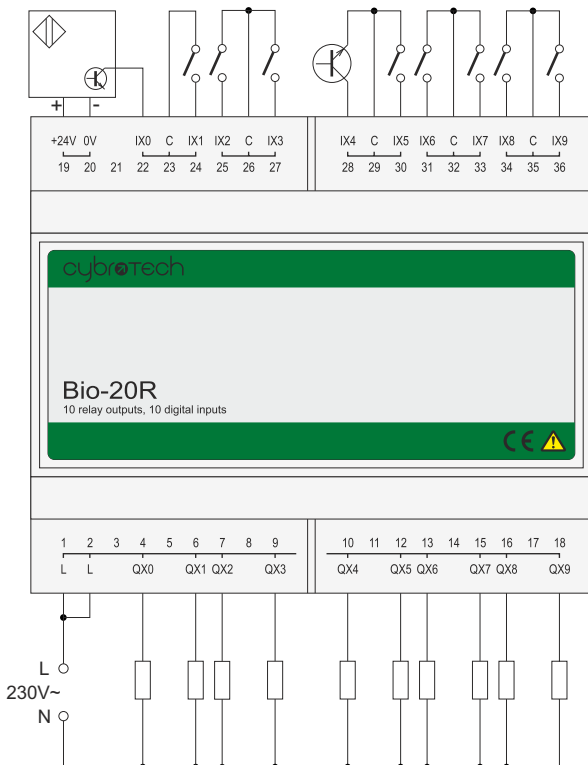 + -
+24V 0V IX0 C IX1 IX2 C IX3 IX4 C IX5 IX6 C IX7 IX8 C IX9
19 20 21 22 23 24 25 26 27 28 29 30 31 32 33 34 35 36
cybrotech
Bio-20R
10 relay outputs, 10 digital inputs
CE
1 2 3 4 5 6 7 8 9 10 11 12 13 14 15 16 17 18
L L QX0 QX1 QX2 QX3 QX4 QX5 QX6 QX7 QX8 QX9
L
230V~
N